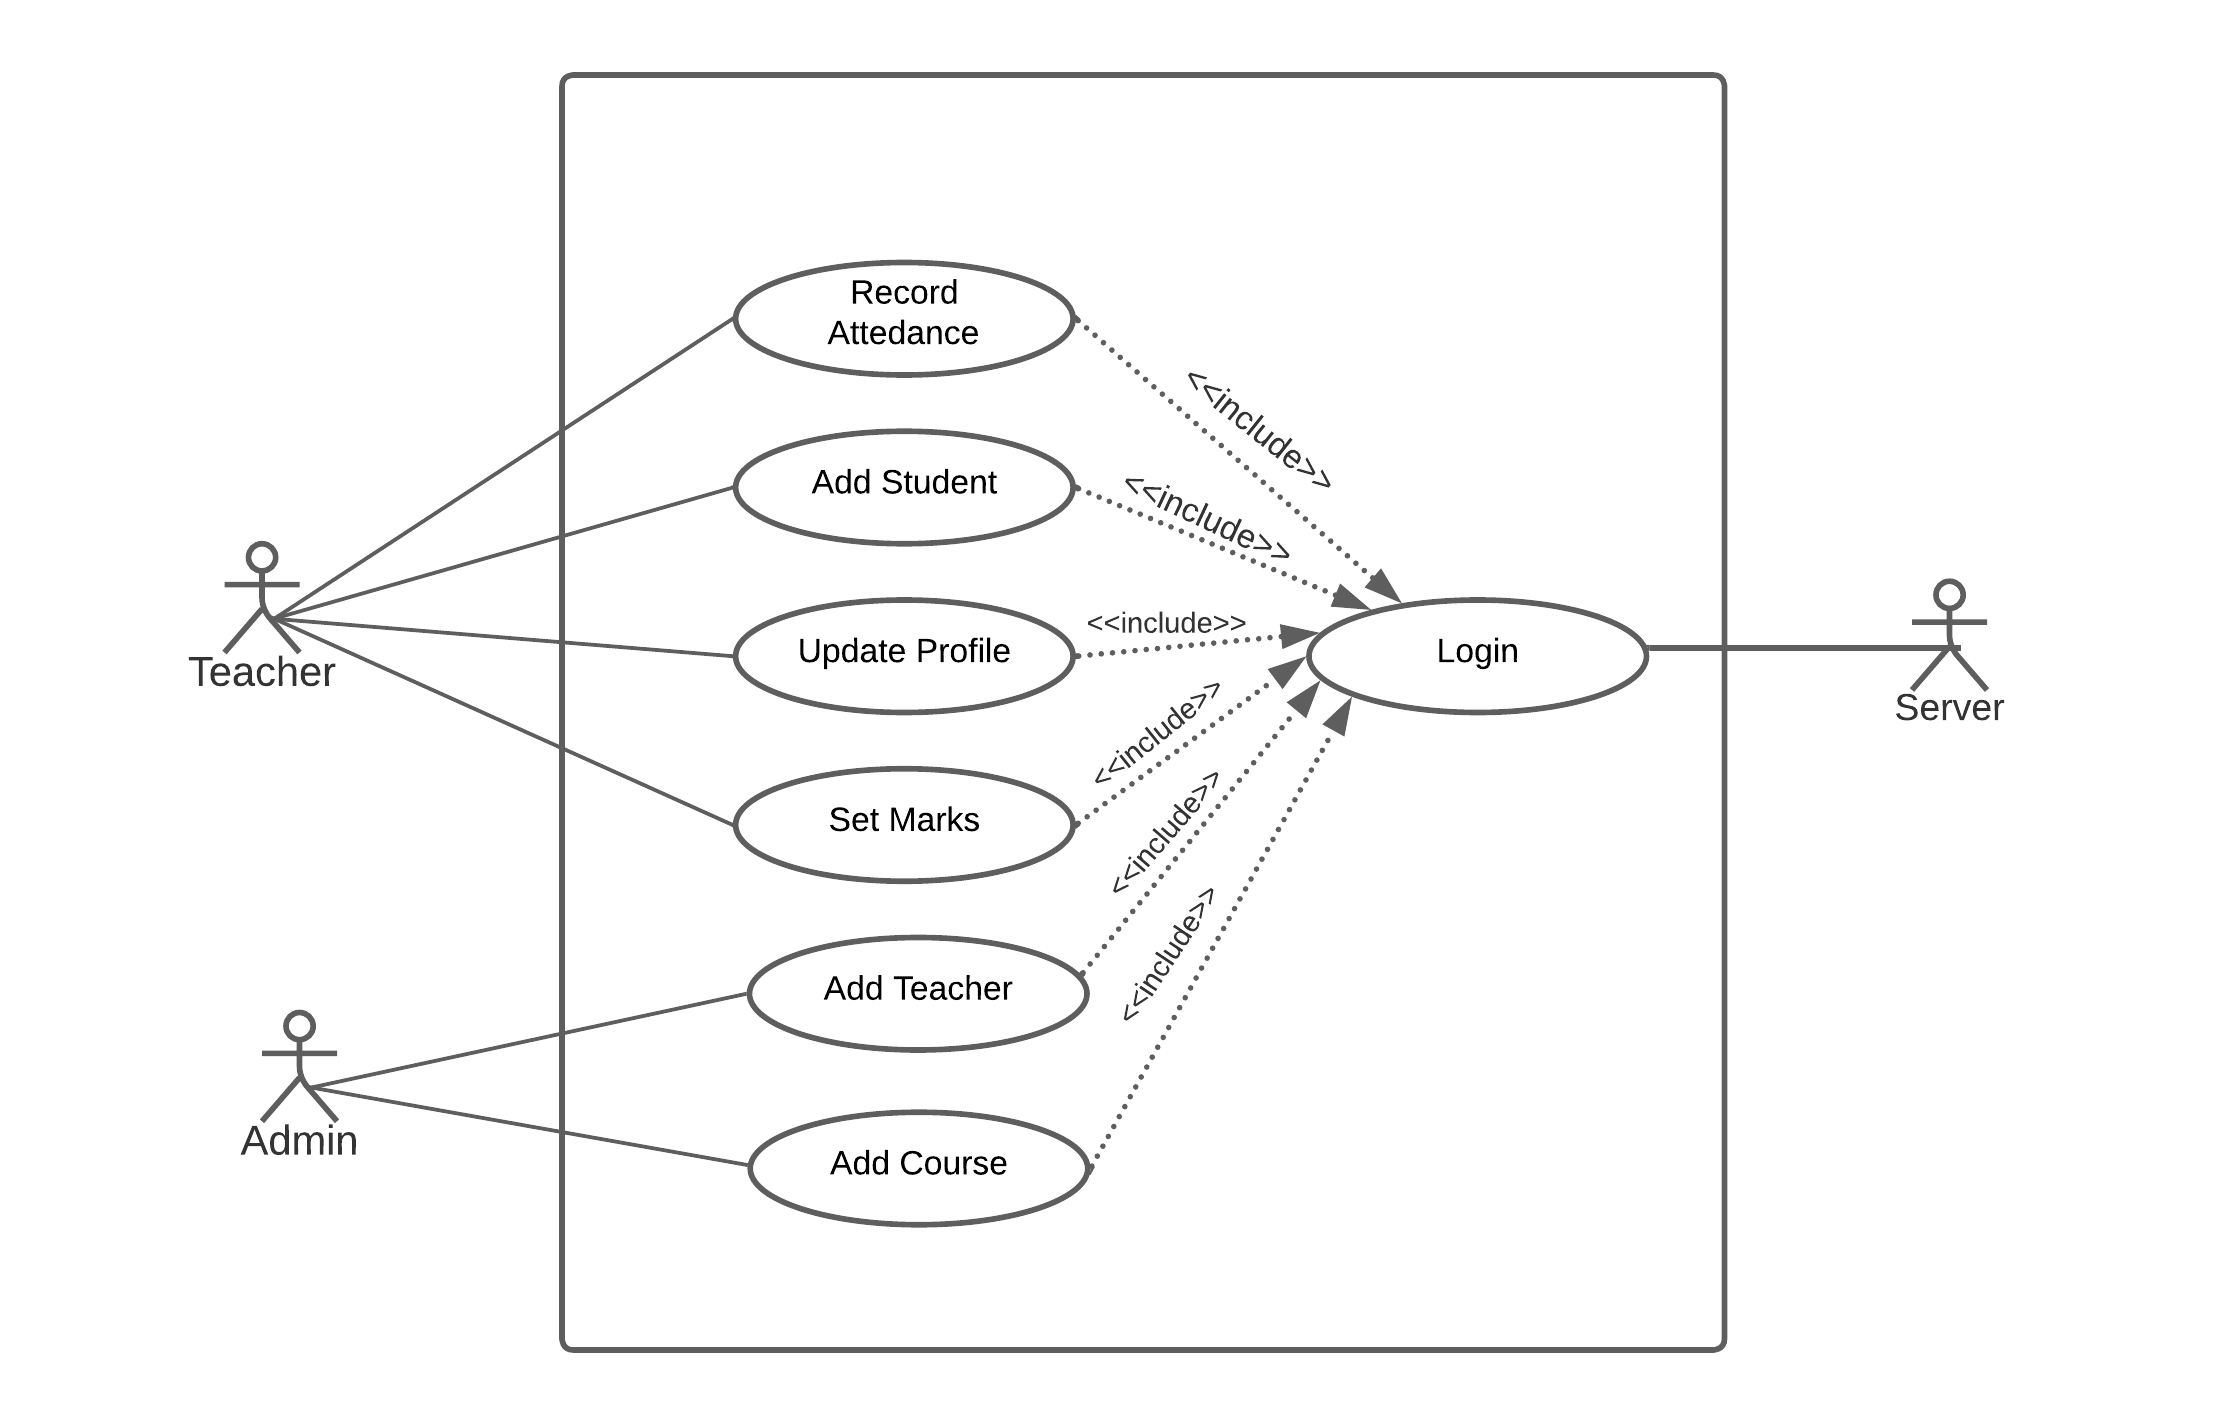 Record
Attedance
<<include>>
Add Student
<<include>>
Teacher
Update Profile
<<include>>
Login
Server
Set Marks
<<include>>
Add Teacher
<<include>>
Admin
Add Course
<<include>>